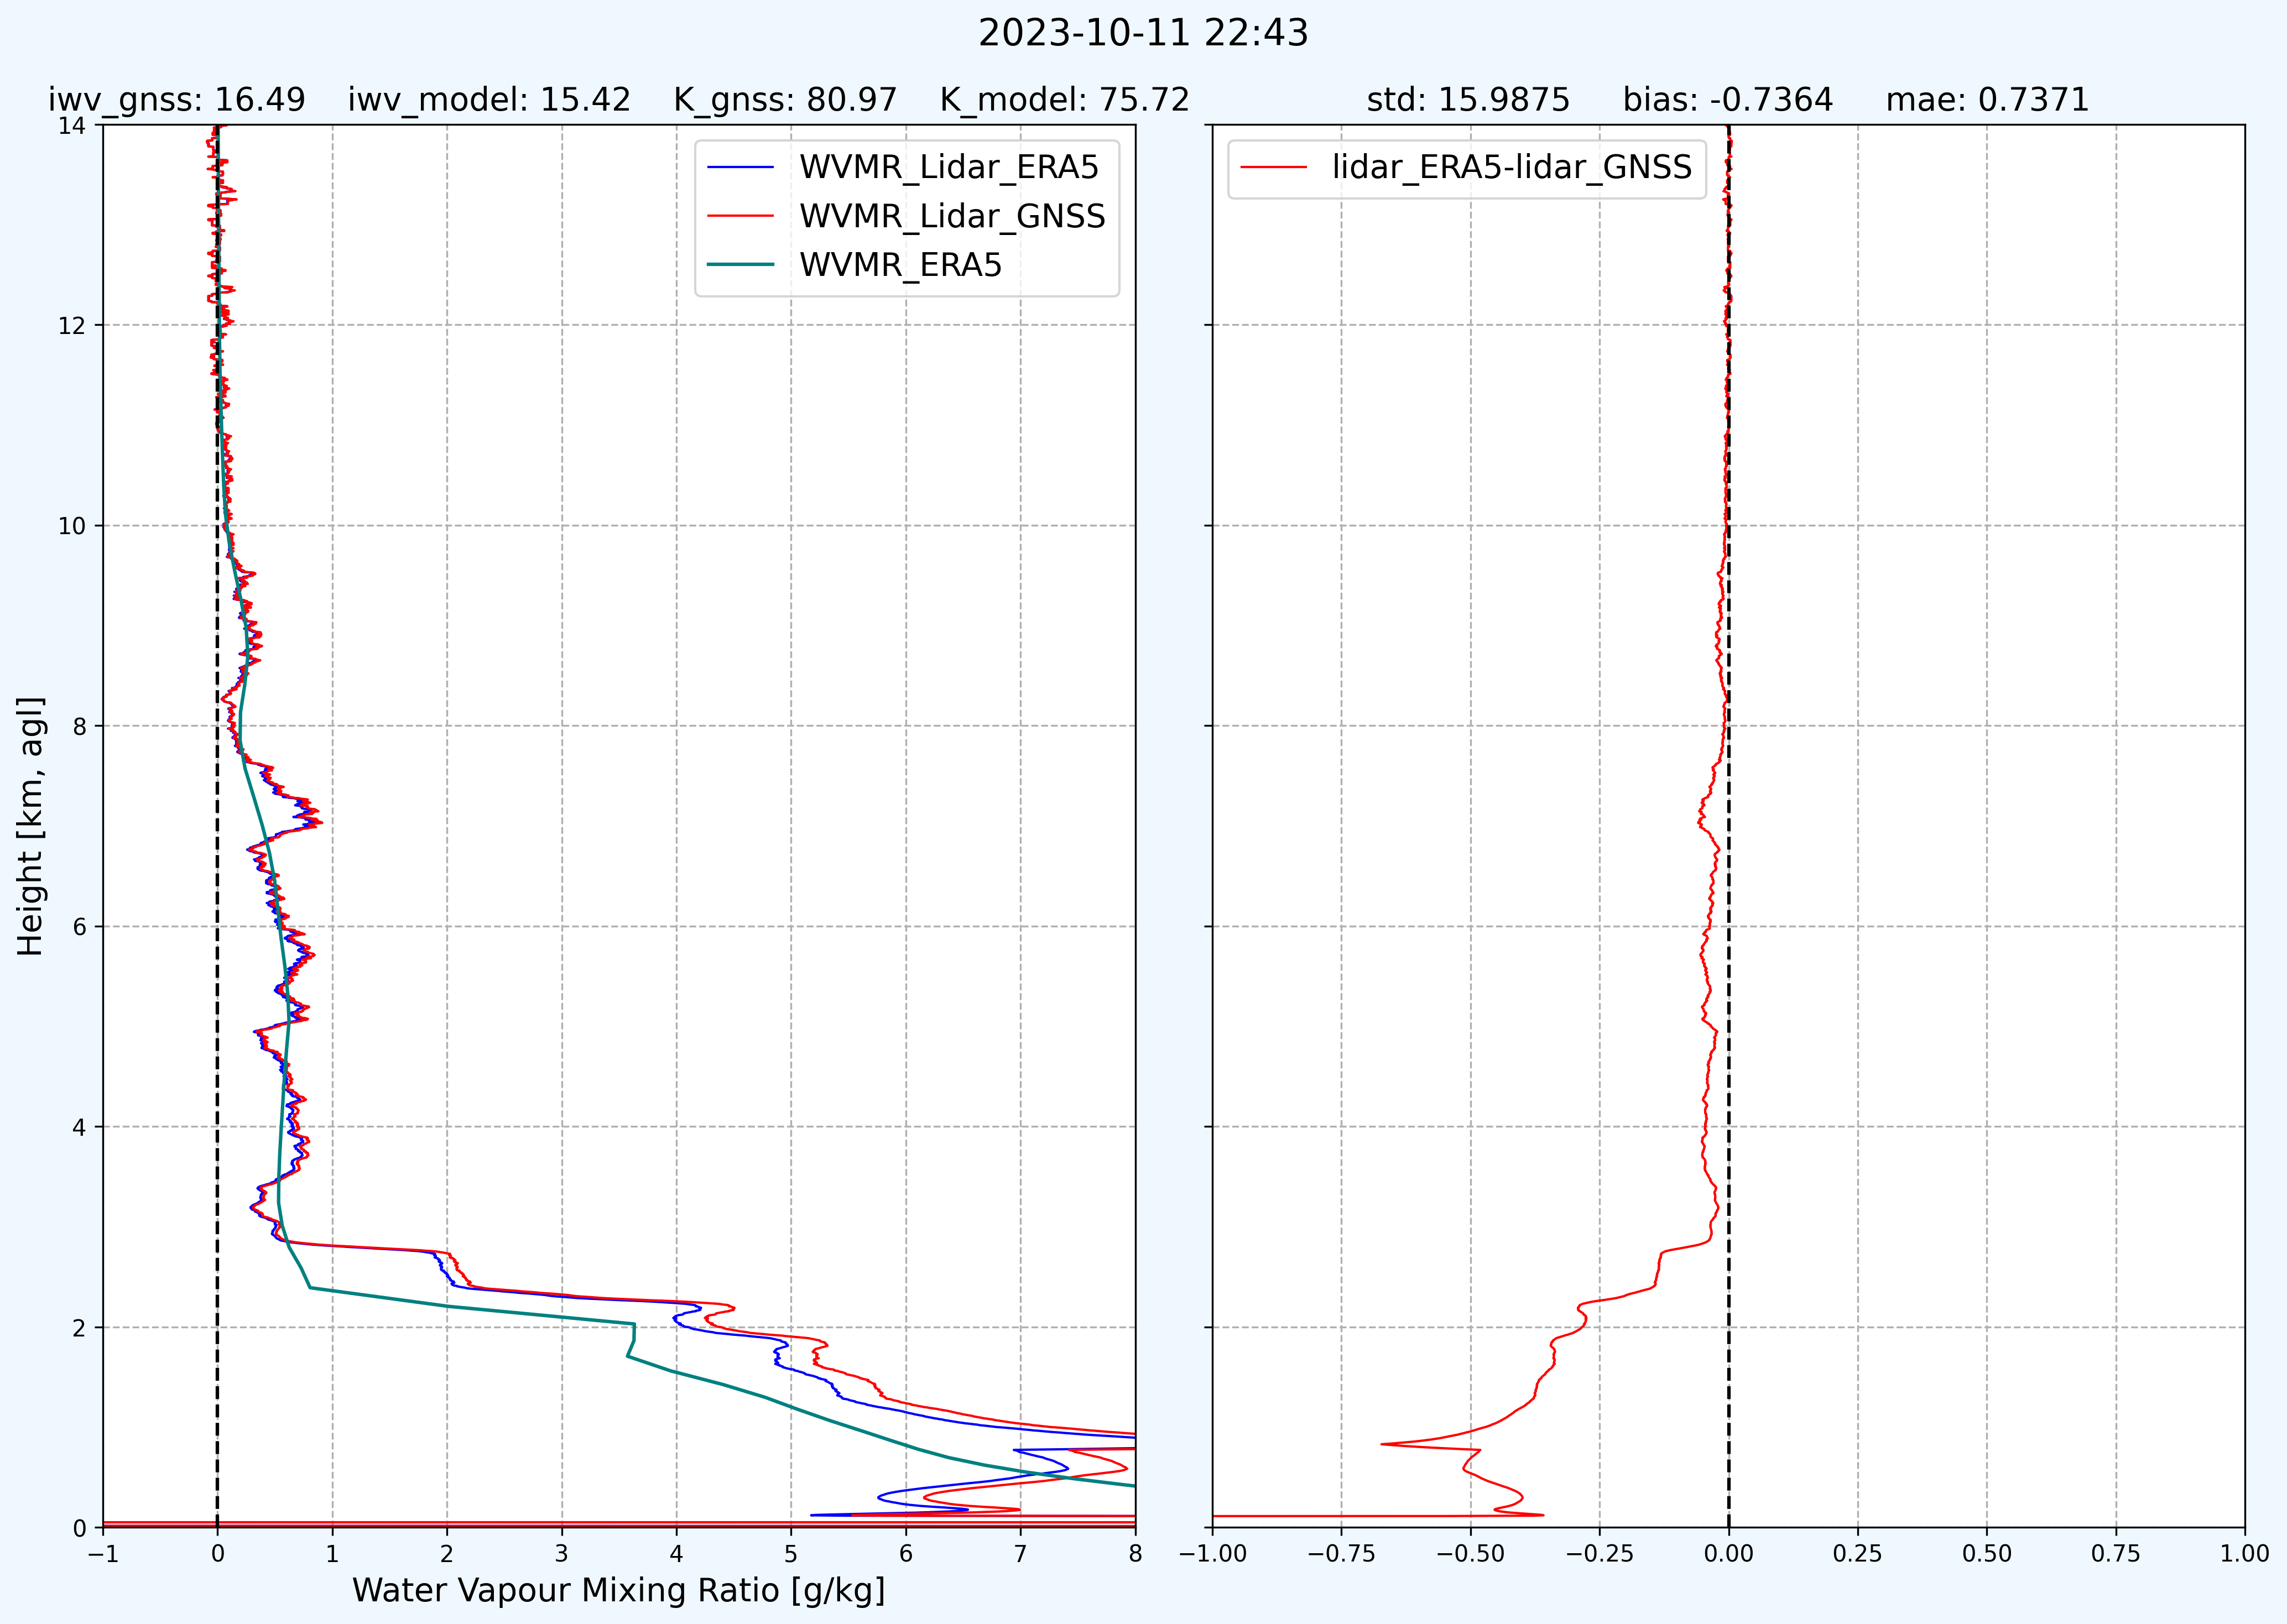 2023-10-11 22:43
iwv_gnss: 16.49 iwv_model: 15.42 K_gnss: 80.97 K_model: 75.72
std: 15.9875 bias: -0.7364 mae: 0.7371
WVMR_Lidar_ERA5
WVMR_Lidar_GNSS
WVMR_ERA5
lidar_ERA5-lidar_GNSS
Height [km, agl]
14
12
10
8
6
4
2
0
−1 0 1 2 3 4 5 6 7 8
Water Vapour Mixing Ratio [g/kg]
−1.00 −0.75 −0.50 −0.25 0.00 0.25 0.50 0.75 1.00